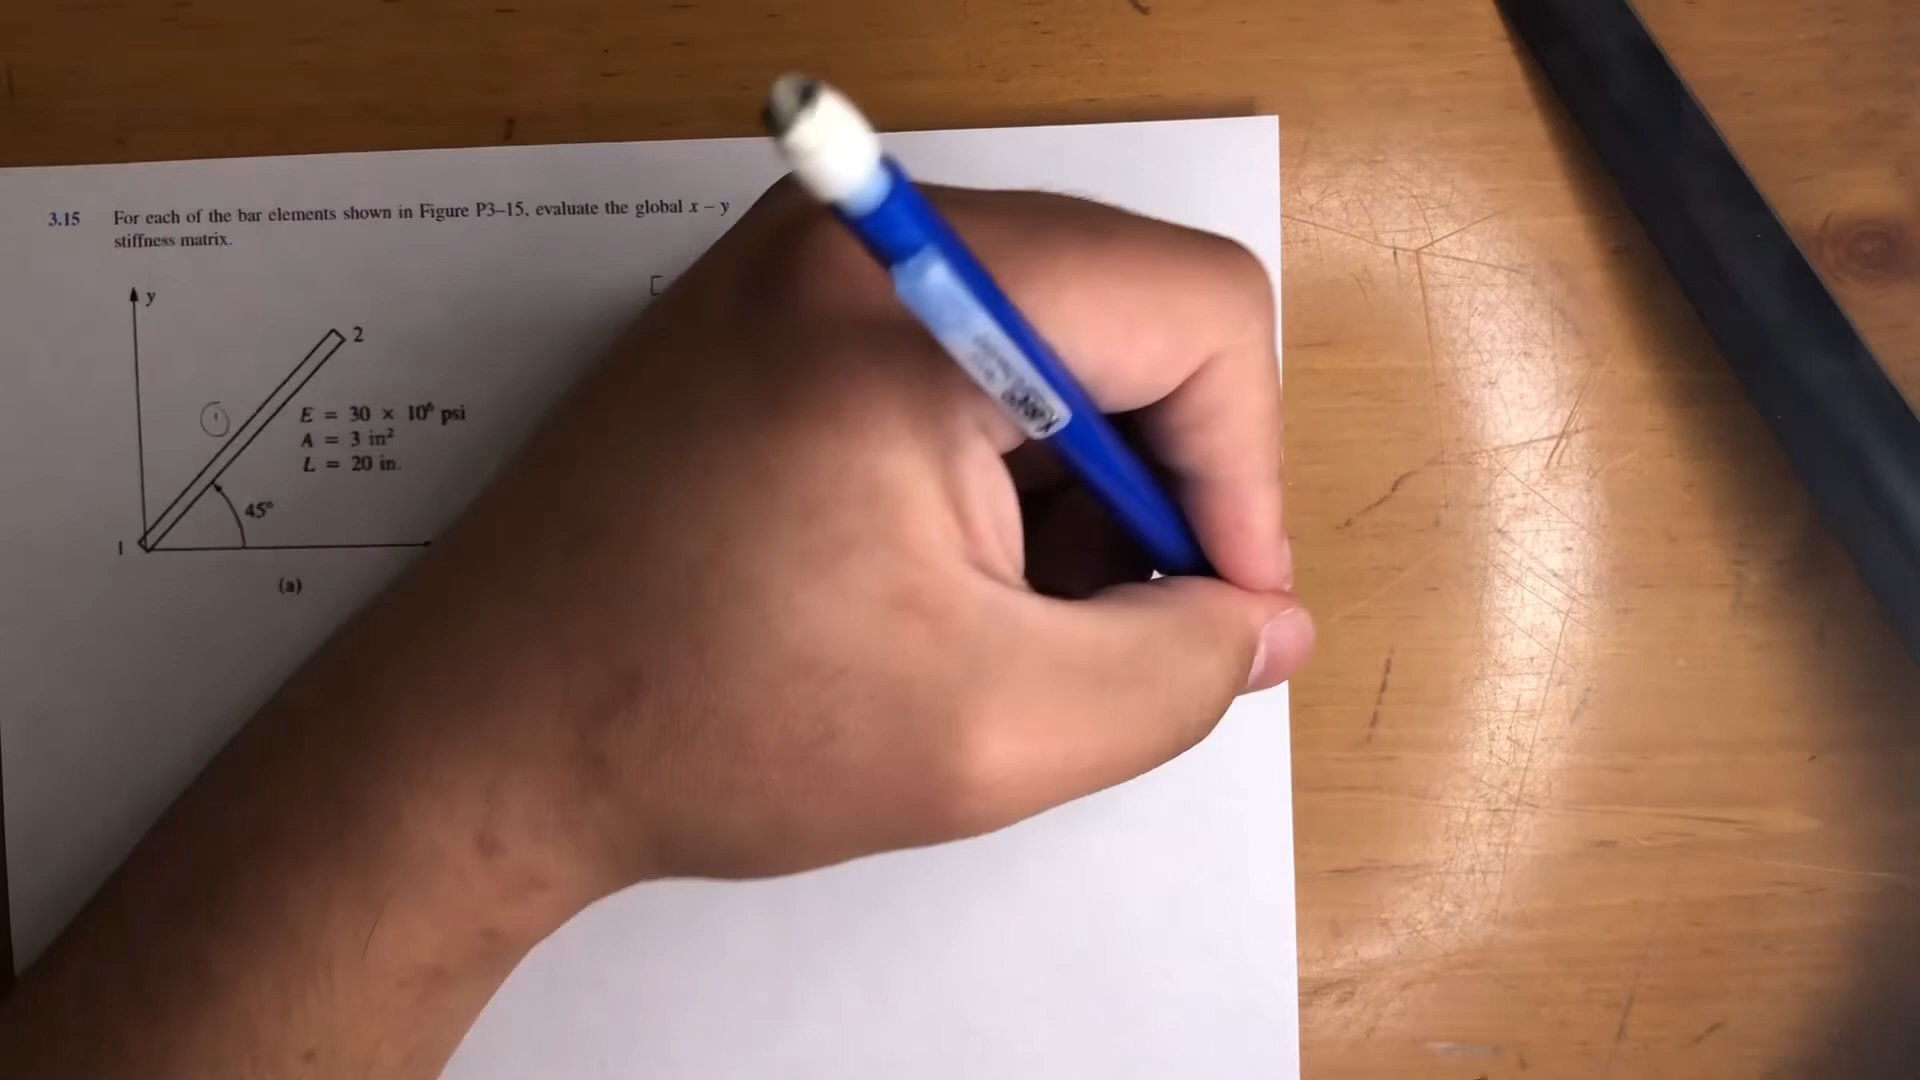 3.15 For each of the bar elements shown in Figure P3–15, evaluate the global x – y
stiffness matrix.
y
2
1
E = 30 × 10⁶ psi
A = 3 in²
L = 20 in.
45°
1
(a)